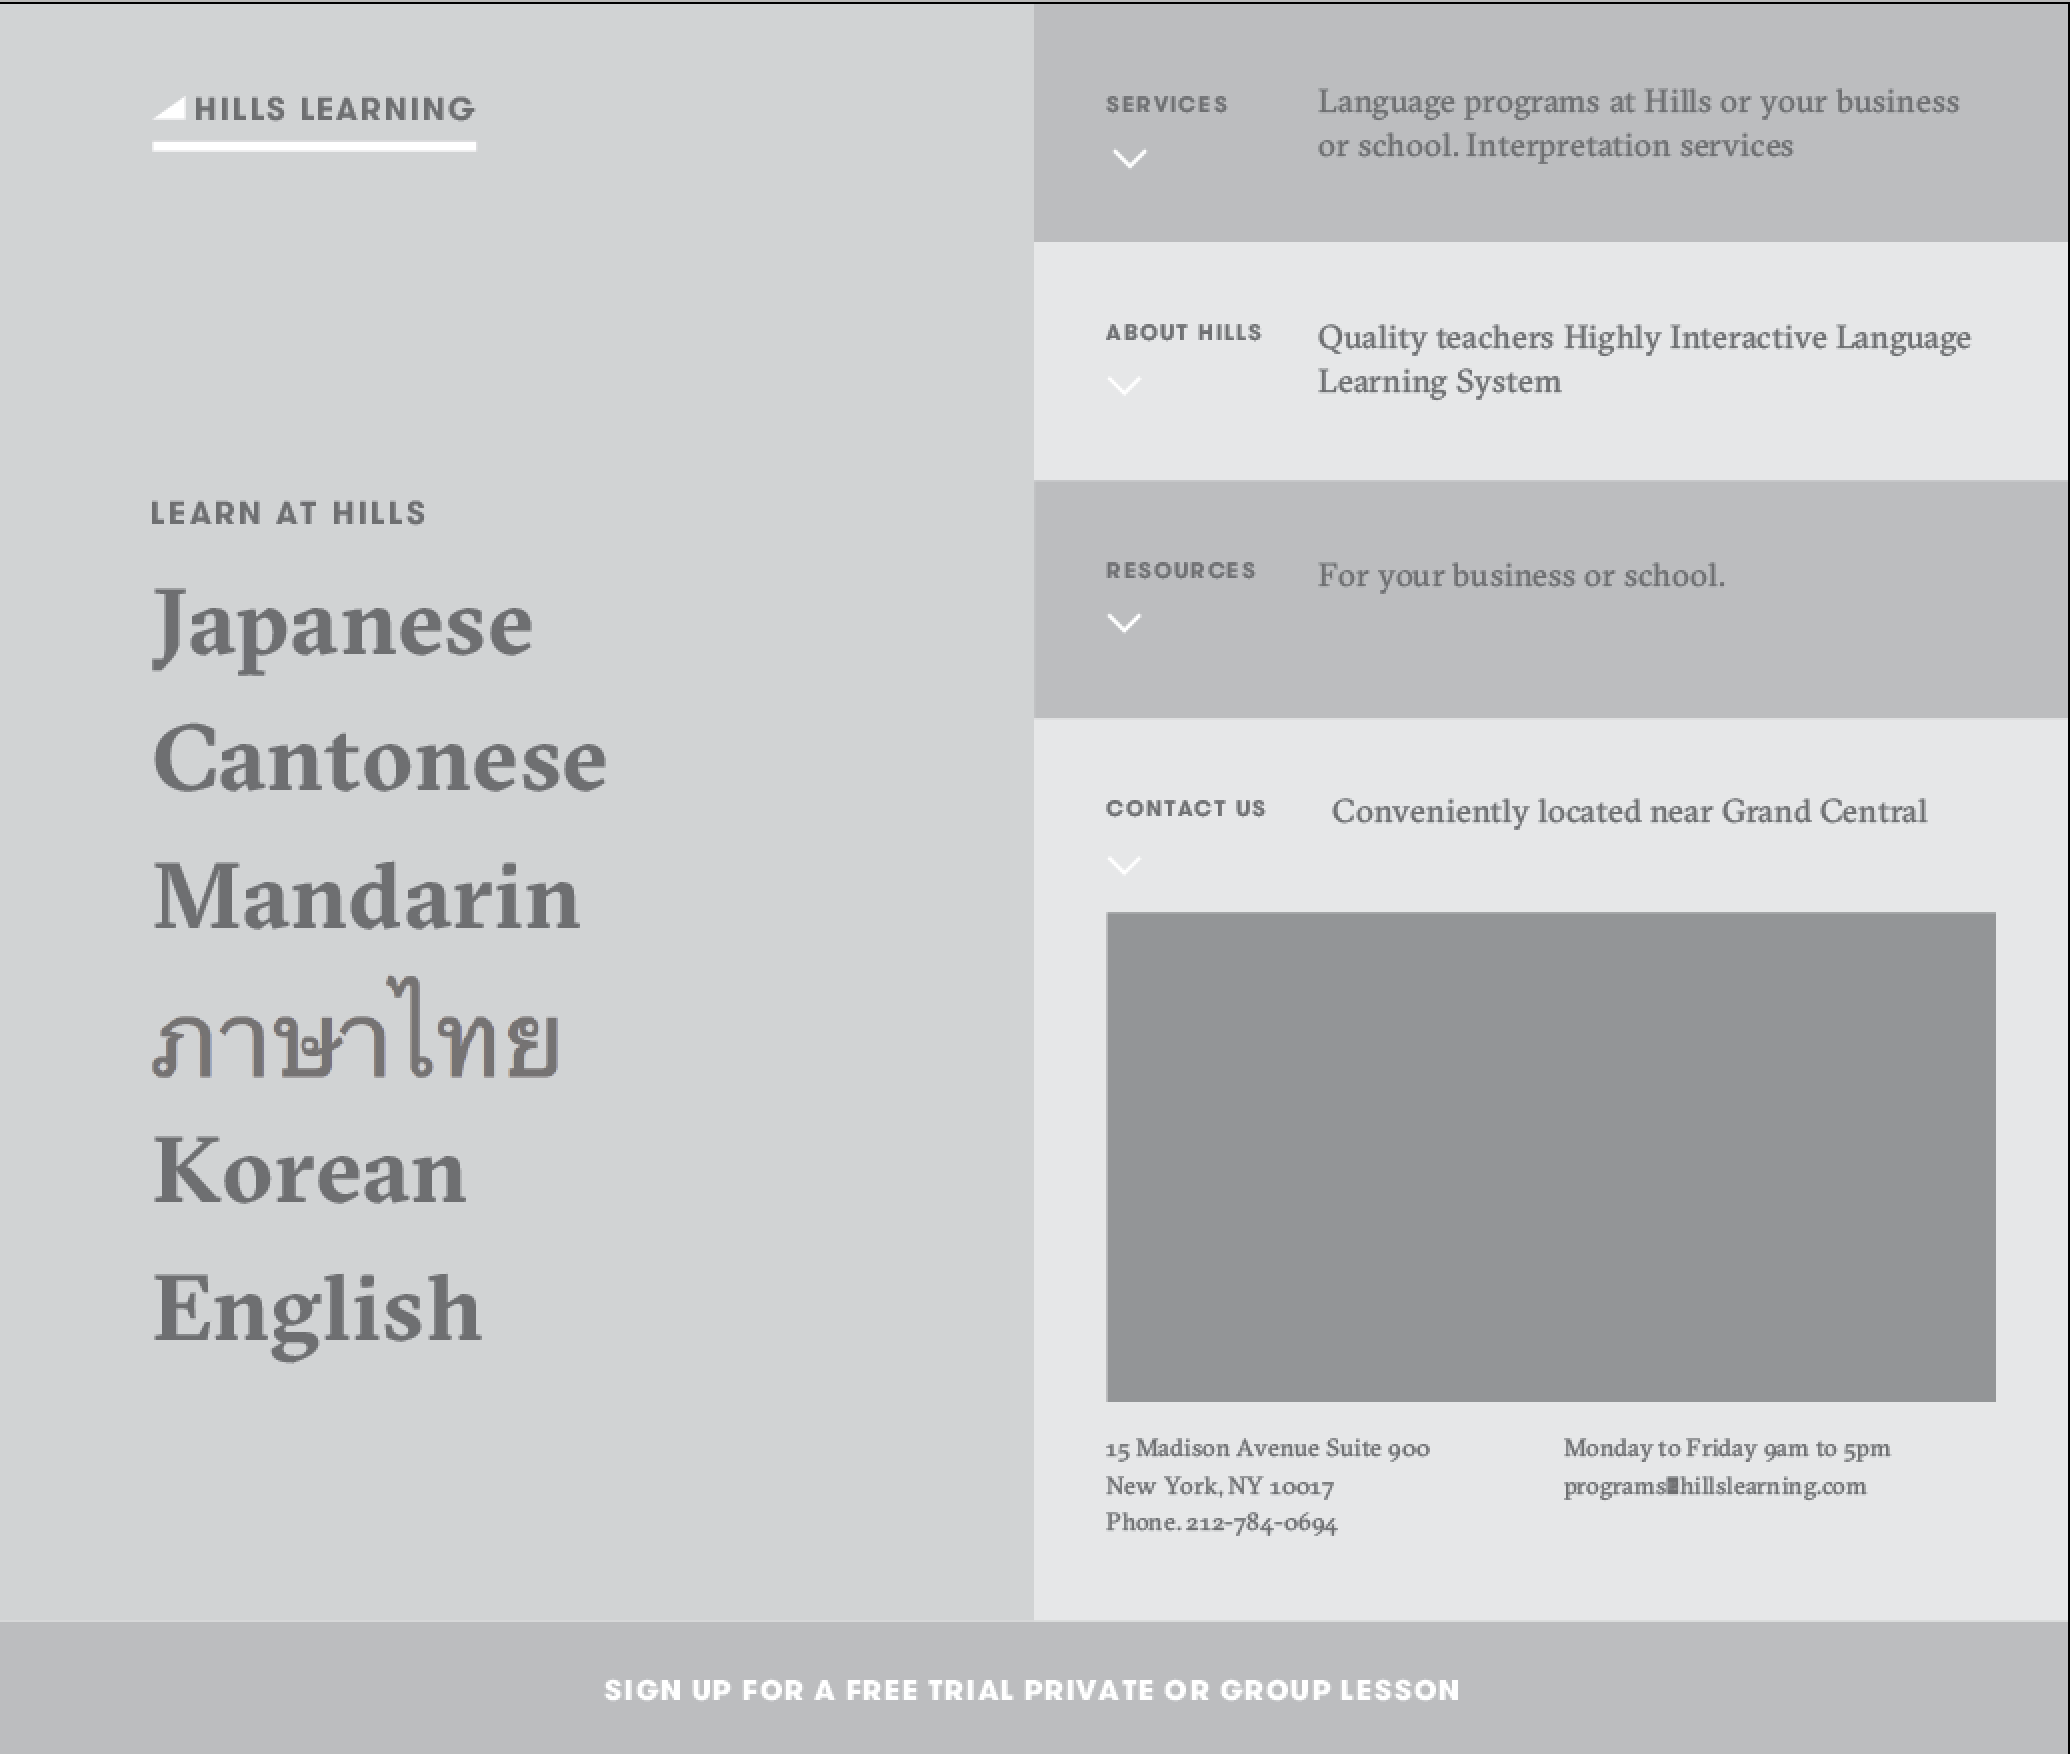 HILLS LEARNING
LEARN AT HILLS
Japanese
Cantonese
Mandarin
ภาษาไทย
Korean
English
SERVICES
Language programs at Hills or your business
or school. Interpretation services
ABOUT HILLS
Quality teachers Highly Interactive Language
Learning System
RESOURCES
For your business or school.
CONTACT US
Conveniently located near Grand Central
15 Madison Avenue Suite 900
New York, NY 10017
Phone. 212-784-0694
Monday to Friday 9am to 5pm
programs hillslearning.com
SIGN UP FOR A FREE TRIAL PRIVATE OR GROUP LESSON